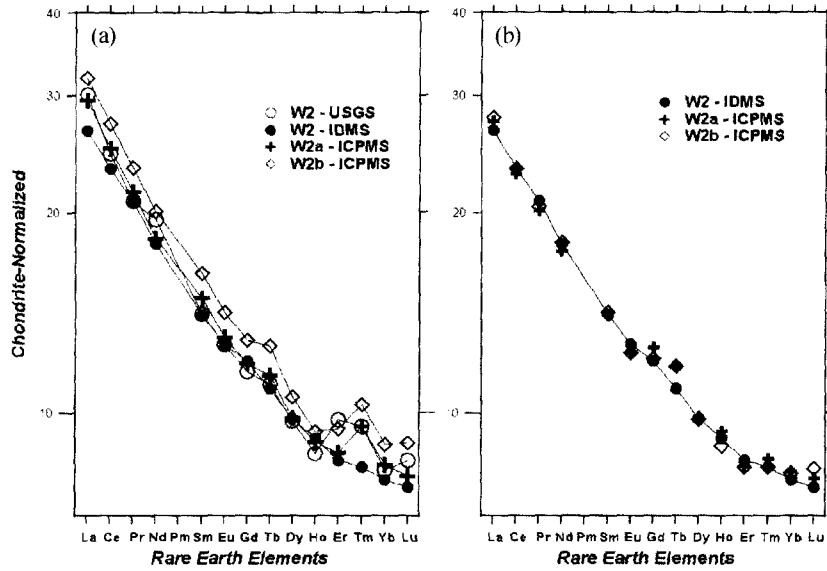 (a)
40
30
20
10
Chondrite-Normalized
W2 - USGS
W2 - IDMS
W2a - ICPMS
W2b - ICPMS
La Ce Pr Nd Pm Sm Eu Gd Tb Dy Ho Er Tm Yb Lu
Rare Earth Elements
(b)
40
30
20
10
W2 - IDMS
W2a - ICPMS
W2b - ICPMS
La Ce Pr Nd Pm Sm Eu Gd Tb Dy Ho Er Tm Yb Lu
Rare Earth Elements